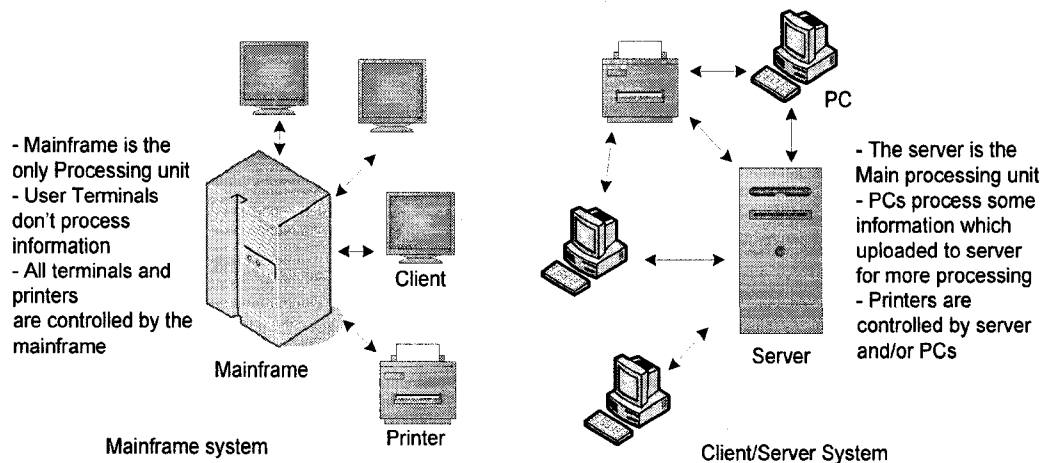 - Mainframe is the
only Processing unit
- User Terminals
don't process
information
- All terminals and
printers
are controlled by the
mainframe
Client
Mainframe
Printer
Mainframe system
PC
- The server is the
Main processing unit
- PCs process some
information which
uploaded to server
for more processing
- Printers are
controlled by server
and/or PCs
Server
Client/Server System